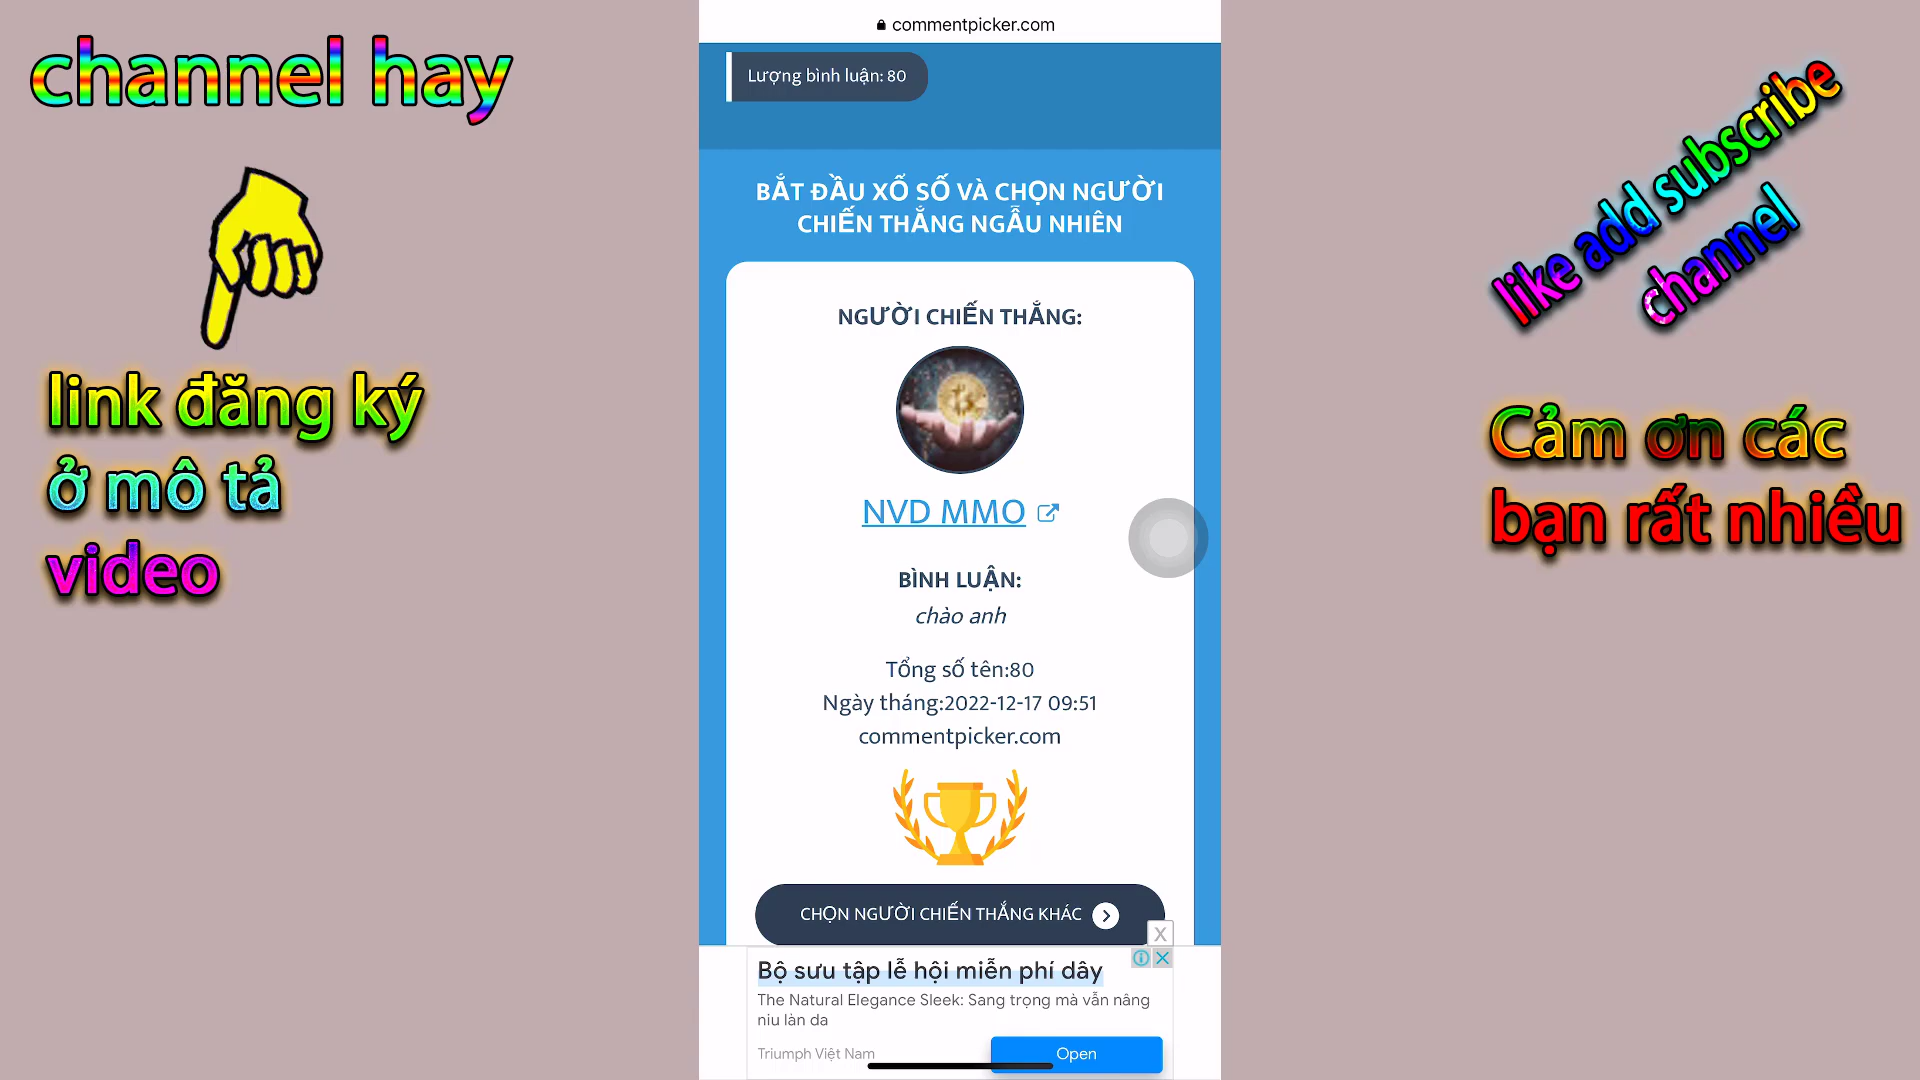 channel hay
link đăng ký
ở mô tả
video
commentpicker.com
Lượng bình luận: 80
BẮT ĐẦU XỔ SỐ VÀ CHỌN NGƯỜI
CHIẾN THẮNG NGẪU NHIÊN
NGƯỜI CHIẾN THẮNG:
NVD MMO
BÌNH LUẬN:
chào anh
Tổng số tên:80
Ngày tháng:2022-12-17 09:51
commentpicker.com
CHỌN NGƯỜI CHIẾN THẮNG KHÁC
X
Bộ sưu tập lễ hội miễn phí dây
The Natural Elegance Sleek: Sang trọng mà vẫn nâng
niu làn da
Triumph Việt Nam
Open
like add subscribe
channel
Cảm ơn các
bạn rất nhiều